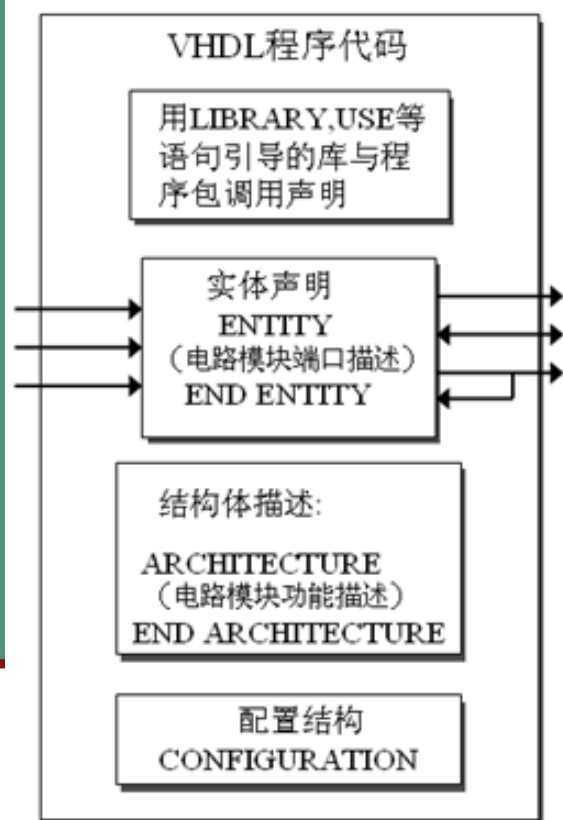 VHDL程序代码
用LIBRARY,USE等
语句引导的库与程
序包调用声明
实体声明
ENTITY
（电路模块端口描述）
END ENTITY
结构体描述:
ARCHITECTURE
（电路模块功能描述）
END ARCHITECTURE
配置结构
CONFIGURATION